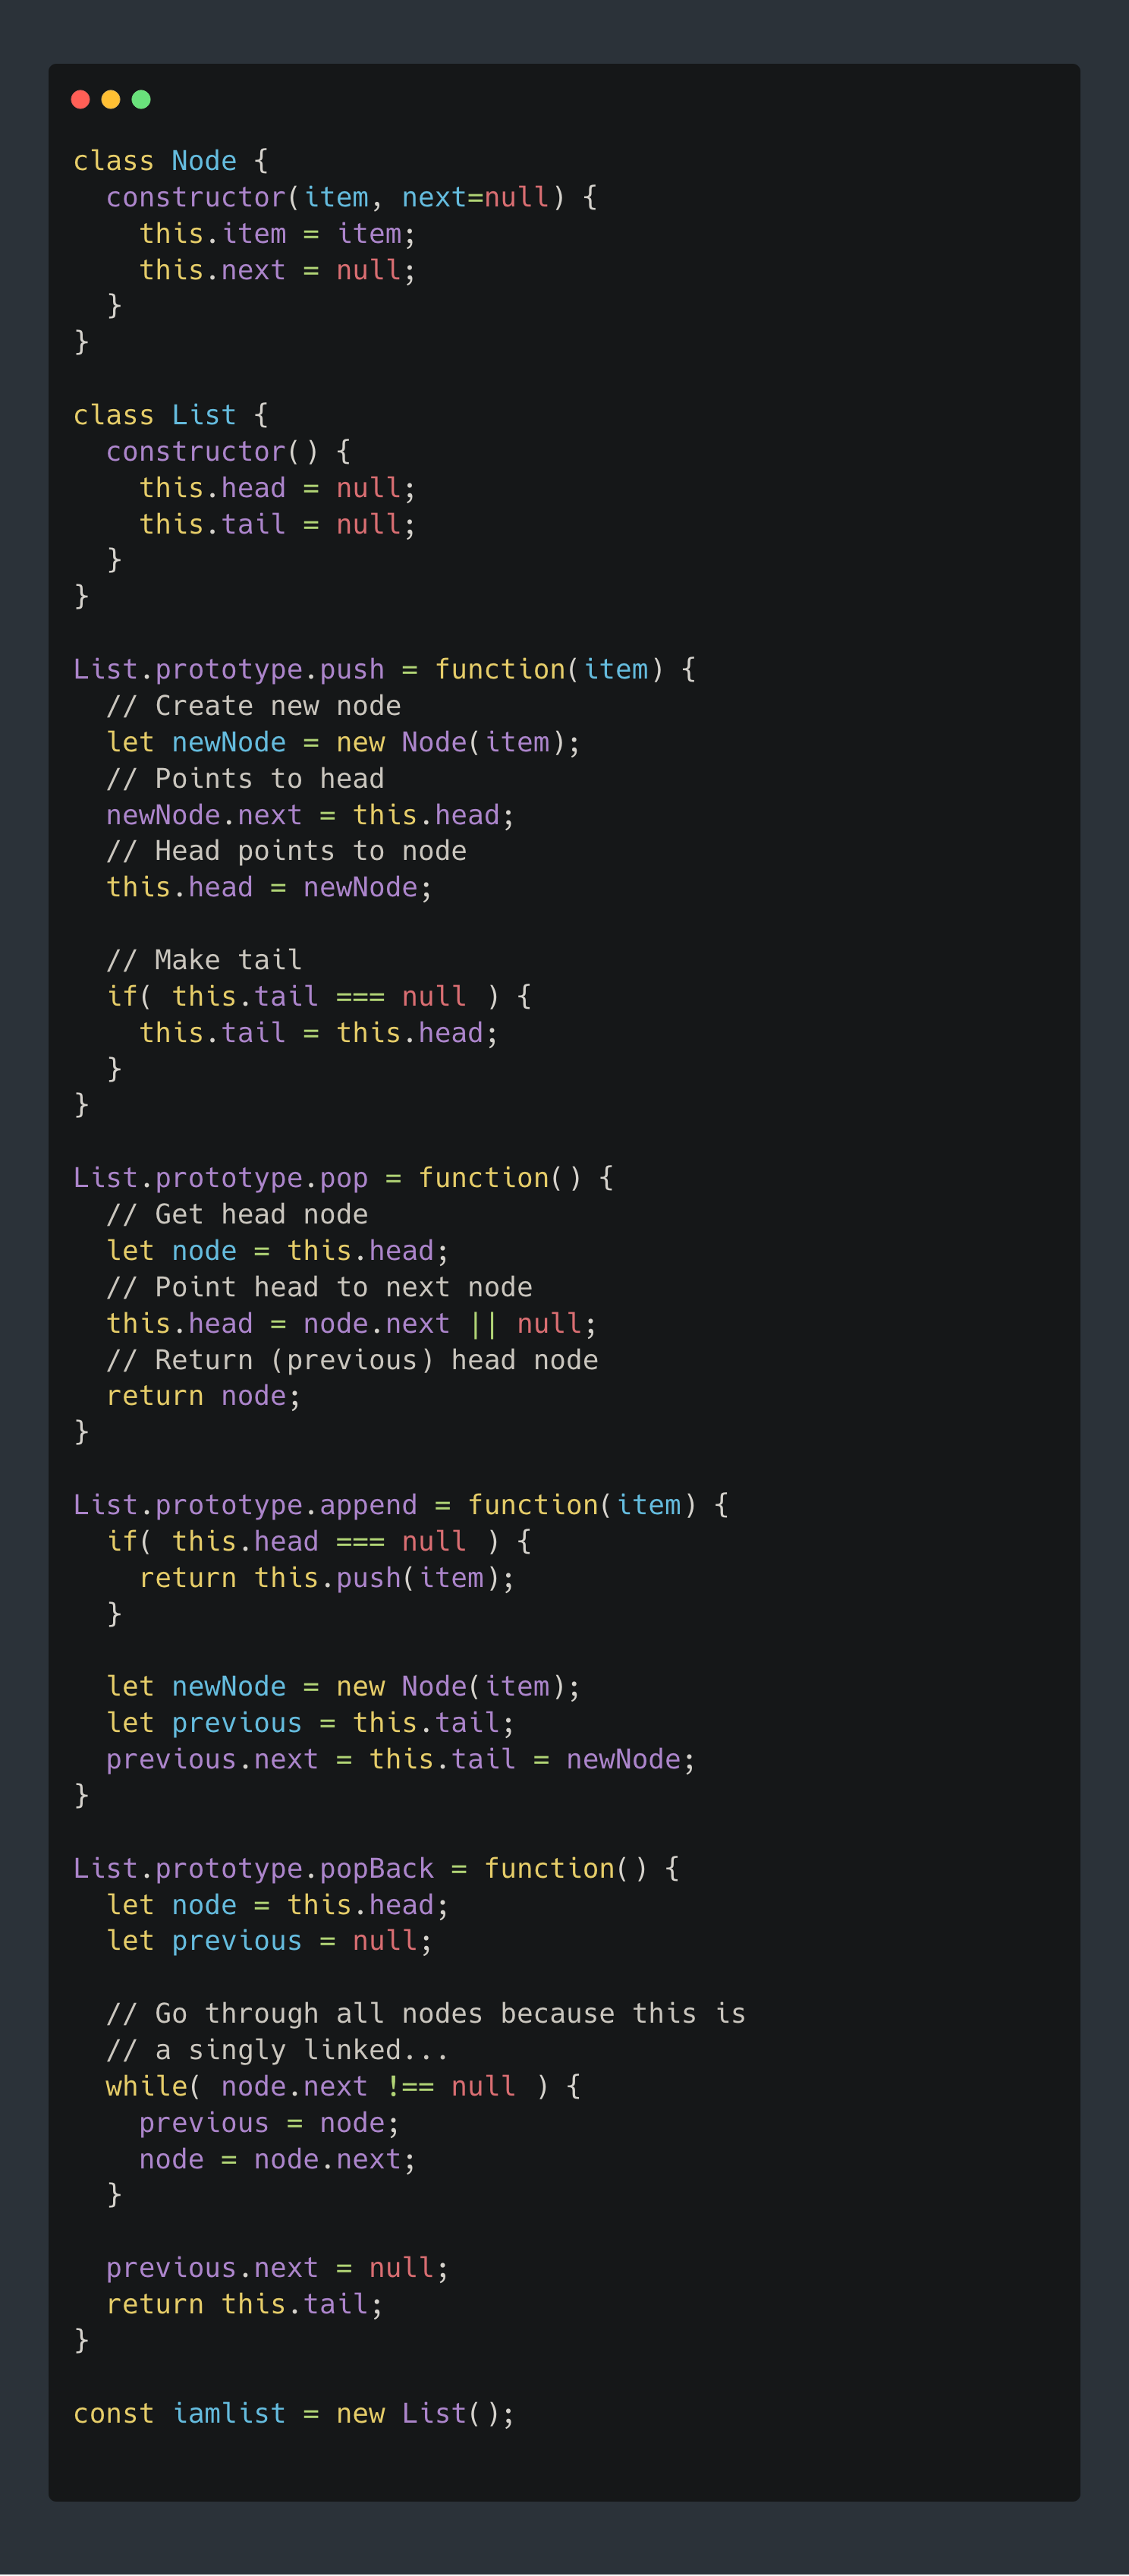 class Node {
  constructor(item, next=null) {
    this.item = item;
    this.next = null;
  }
}

class List {
  constructor() {
    this.head = null;
    this.tail = null;
  }
}

List.prototype.push = function(item) {
  // Create new node
  let newNode = new Node(item);
  // Points to head
  newNode.next = this.head;
  // Head points to node
  this.head = newNode;

  // Make tail
  if( this.tail === null ) {
    this.tail = this.head;
  }
}

List.prototype.pop = function() {
  // Get head node
  let node = this.head;
  // Point head to next node
  this.head = node.next || null;
  // Return (previous) head node
  return node;
}

List.prototype.append = function(item) {
  if( this.head === null ) {
    return this.push(item);
  }

  let newNode = new Node(item);
  let previous = this.tail;
  previous.next = this.tail = newNode;
}

List.prototype.popBack = function() {
  let node = this.head;
  let previous = null;

  // Go through all nodes because this is
  // a singly linked...
  while( node.next !== null ) {
    previous = node;
    node = node.next;
  }

  previous.next = null;
  return this.tail;
}

const iamlist = new List();